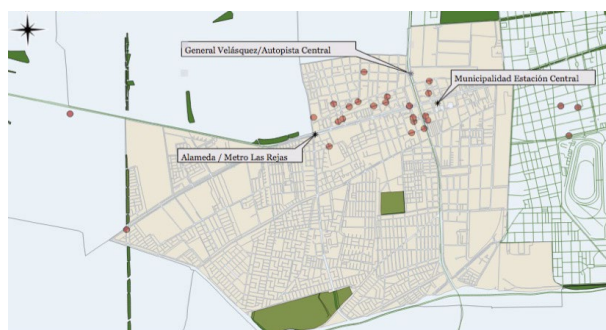 General Velásquez/Autopista Central
Municipalidad Estación Central
Alameda / Metro Las Rejas